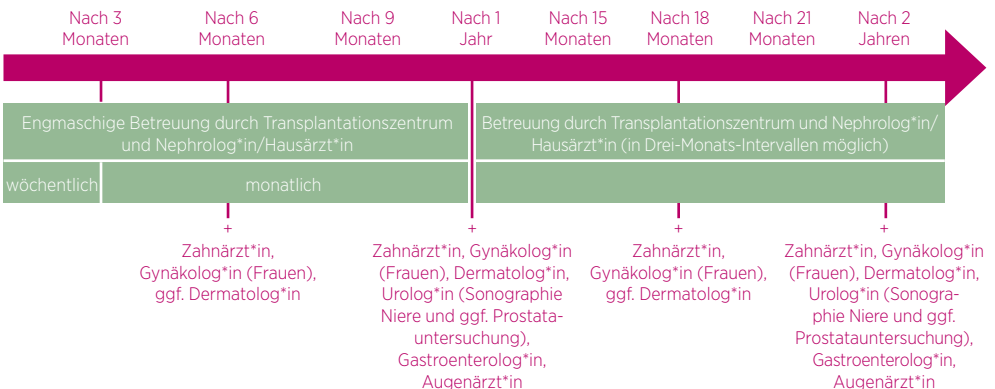 Nach 3
Monaten
Nach 6
Monaten
Nach 9
Monaten
Nach 1
Jahr
Nach 15
Monaten
Nach 18
Monaten
Nach 21
Monaten
Nach 2
Jahren
Engmaschige Betreuung durch Transplantationszentrum
und Nephrolog*in/Hausärzt*in
Betreuung durch Transplantationszentrum und Nephrolog*in/
Hausärzt*in (in Drei-Monats-Intervallen möglich)
wöchentlich
monatlich
+
Zahnärzt*in,
Gynäkolog*in (Frauen),
ggf. Dermatolog*in
+
Zahnärzt*in, Gynäkolog*in
(Frauen), Dermatolog*in,
Urolog*in (Sonographie
Niere und ggf. Prostata-
untersuchung),
Gastroenterolog*in,
Augenärzt*in
+
Zahnärzt*in,
Gynäkolog*in (Frauen),
ggf. Dermatolog*in
+
Zahnärzt*in, Gynäkolog*in
(Frauen), Dermatolog*in,
Urolog*in (Sonogra-
phie Niere und ggf.
Prostatauntersuchung),
Gastroenterolog*in,
Augenärzt*in